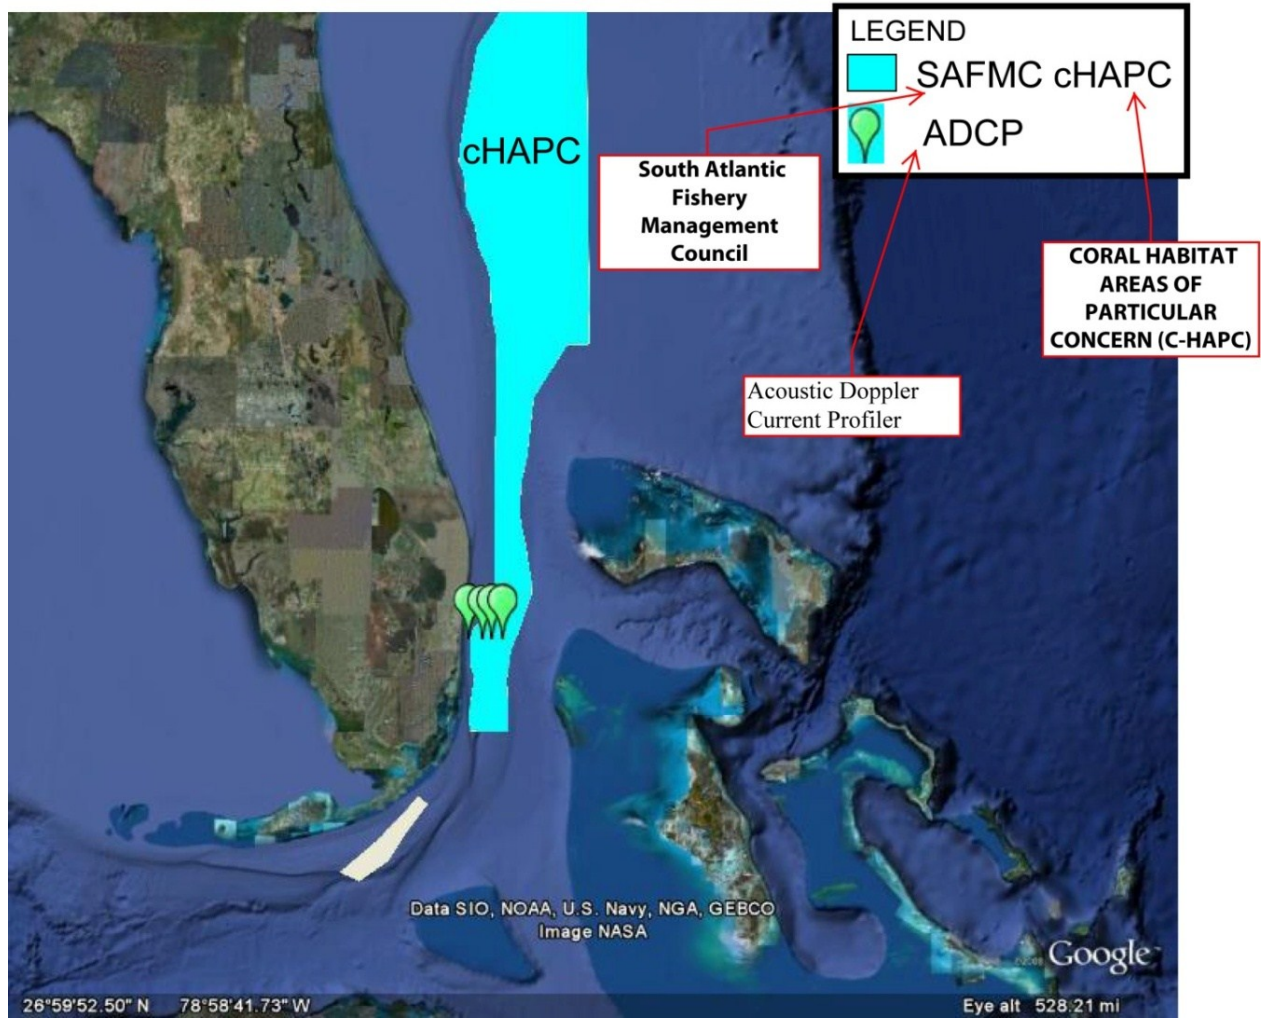 LEGEND
SAFMC cHAPC
ADCP
cHAPC
South Atlantic
Fishery
Management
Council
CORAL HABITAT
AREAS OF
PARTICULAR
CONCERN (C-HAPC)
Acoustic Doppler
Current Profiler
Data SIO, NOAA, U.S. Navy, NGA, GEBCO
Image NASA
Google
26°59'52.50" N 78°58'41.73" W
Eye alt 528.21 mi